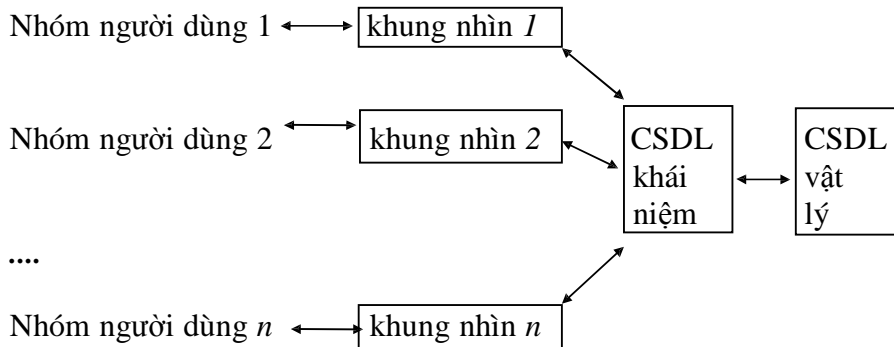 Nhóm người dùng 1
khung nhìn 1
Nhóm người dùng 2
khung nhìn 2
CSDL
khái
niệm
CSDL
vật
lý
....
Nhóm người dùng n
khung nhìn n